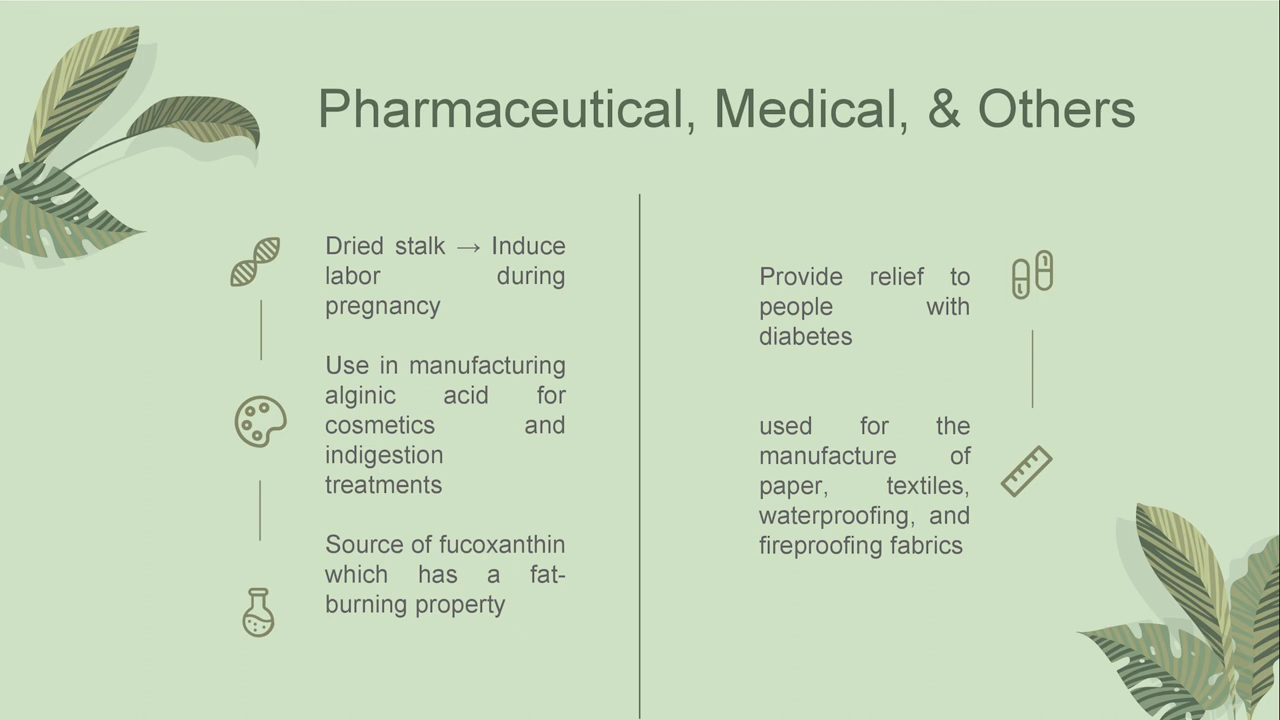 Pharmaceutical, Medical, & Others
Dried stalk → Induce
labor during
pregnancy
Use in manufacturing
alginic acid for
cosmetics and
indigestion
treatments
Source of fucoxanthin
which has a fat-
burning property
Provide relief to
people with
diabetes
used for the
manufacture of
paper, textiles,
waterproofing, and
fireproofing fabrics